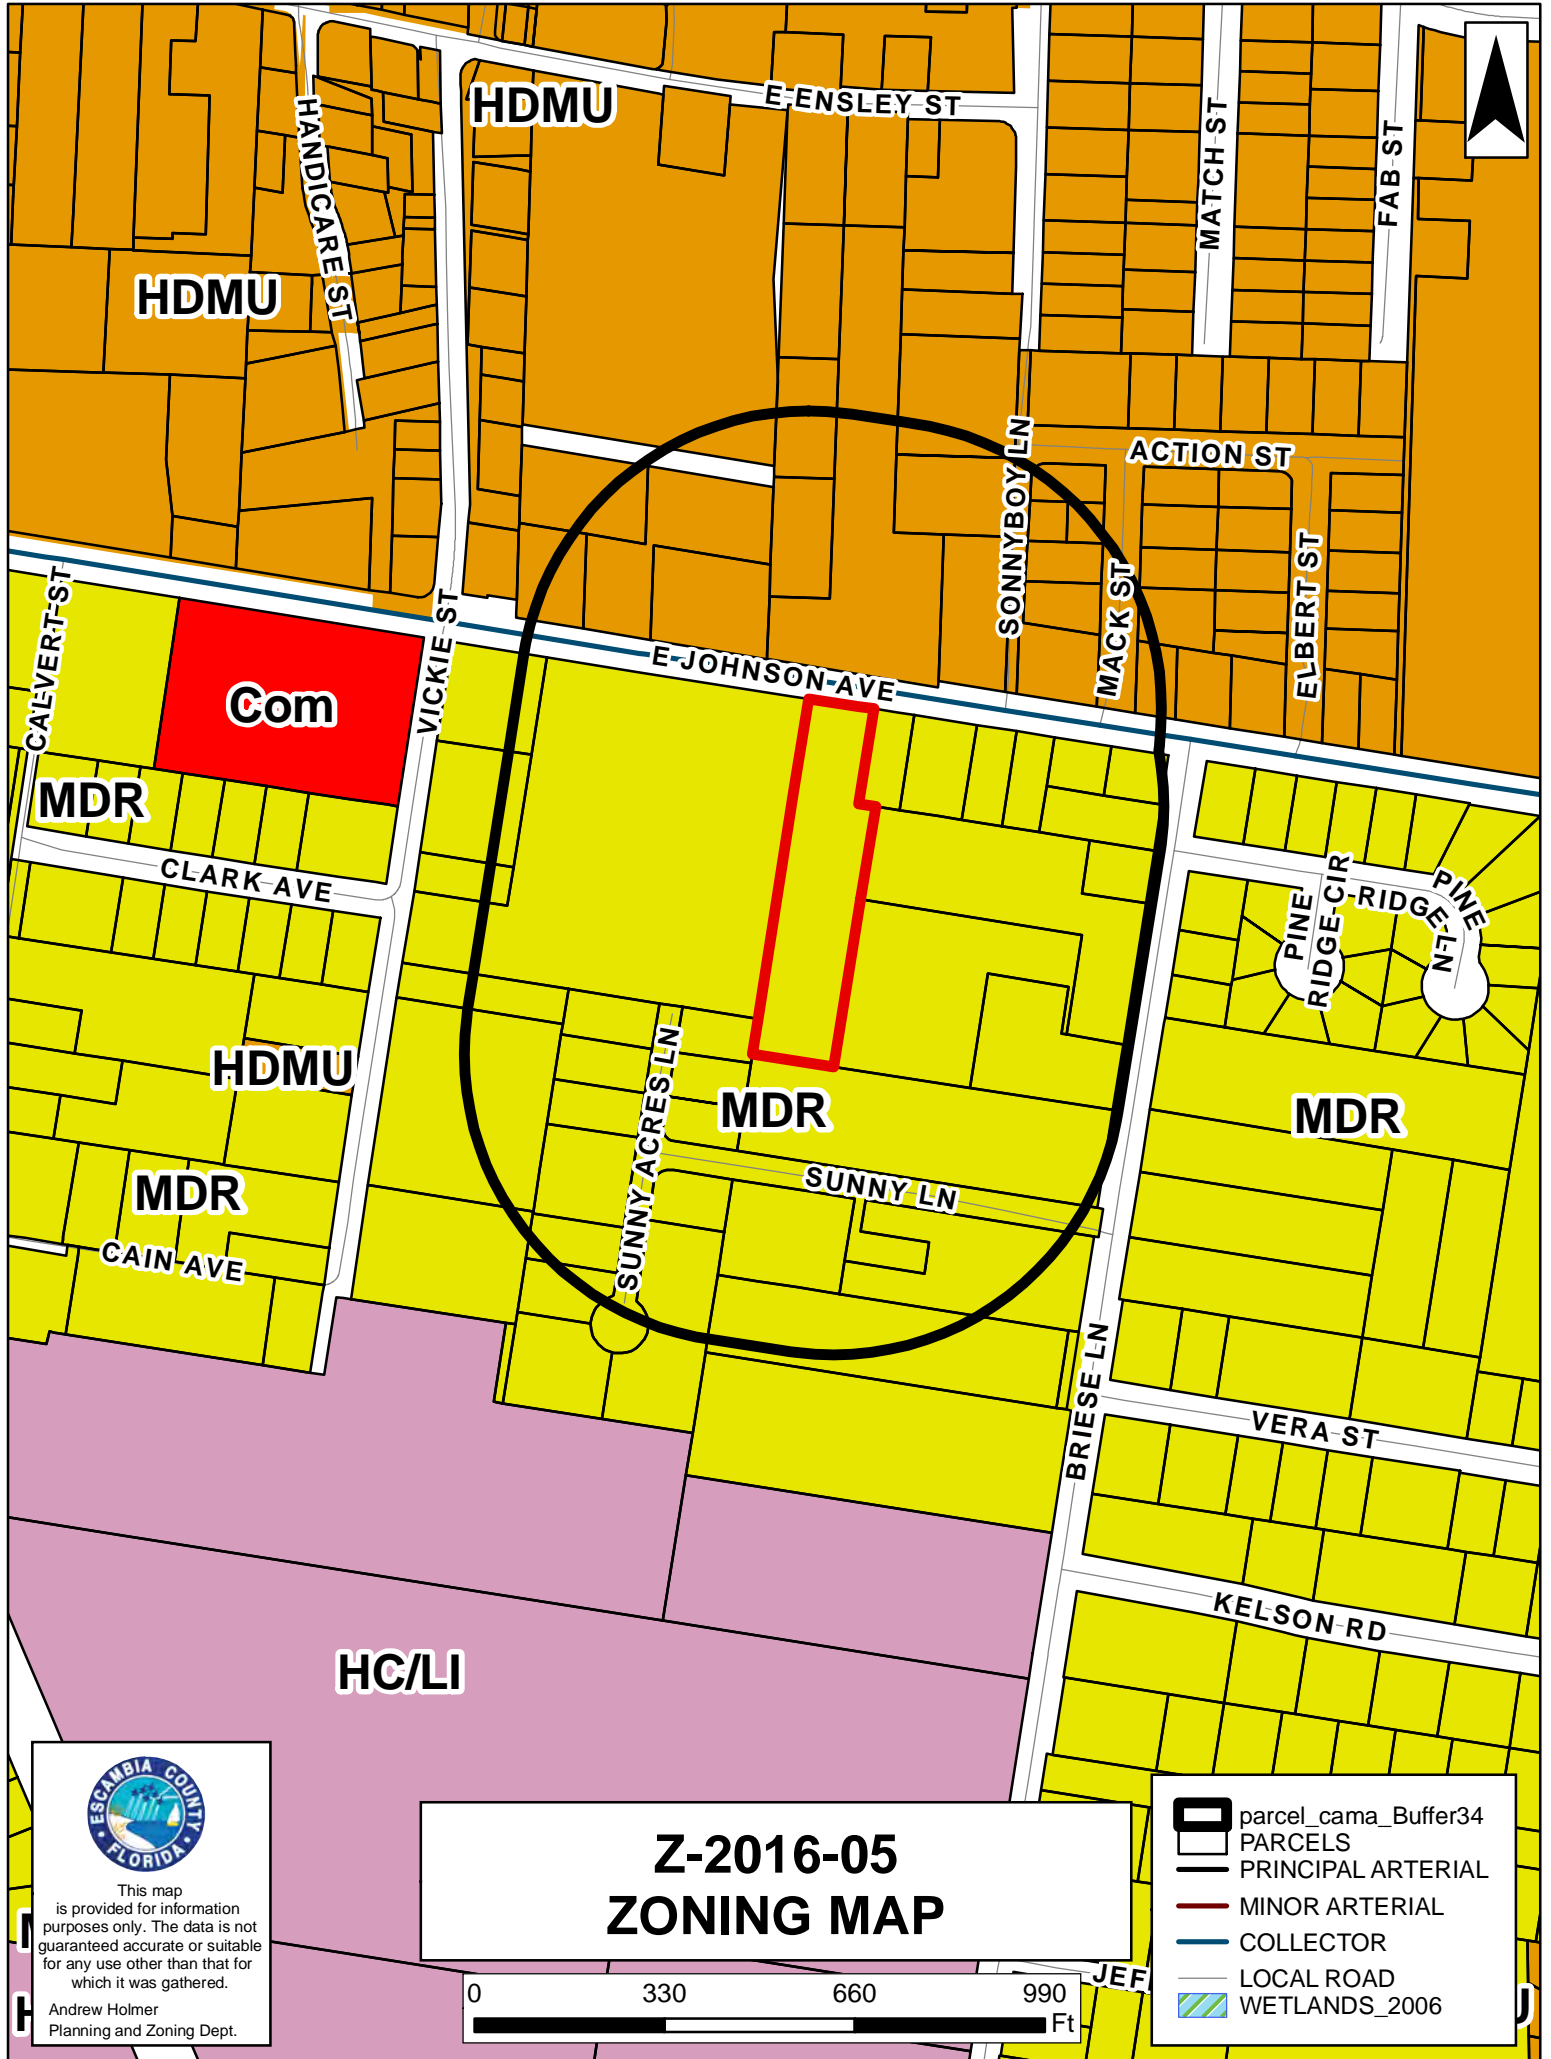 HDMU
E ENSLEY ST
HANDICARE ST
MATCH ST
FAB ST
HDMU
SONNYBOY LN
ACTION ST
MACK ST
ELBERT ST
CALVERT ST
VICKIE ST
E JOHNSON AVE
Com
MDR
CLARK AVE
PINE
RIDGE CIR
PINE
RIDGE
LN
HDMU
SUNNY ACRES LN
MDR
MDR
MDR
SUNNY LN
CAIN AVE
BRIESE LN
VERA ST
KELSON RD
HC/LI
ESCAMBIA COUNTY
FLORIDA
This map
is provided for information
purposes only. The data is not
guaranteed accurate or suitable
for any use other than that for
which it was gathered.
Andrew Holmer
Planning and Zoning Dept.
Z-2016-05
ZONING MAP
0 330 660 990
Ft
parcel_cama_Buffer34
PARCELS
PRINCIPAL ARTERIAL
MINOR ARTERIAL
COLLECTOR
LOCAL ROAD
WETLANDS_2006